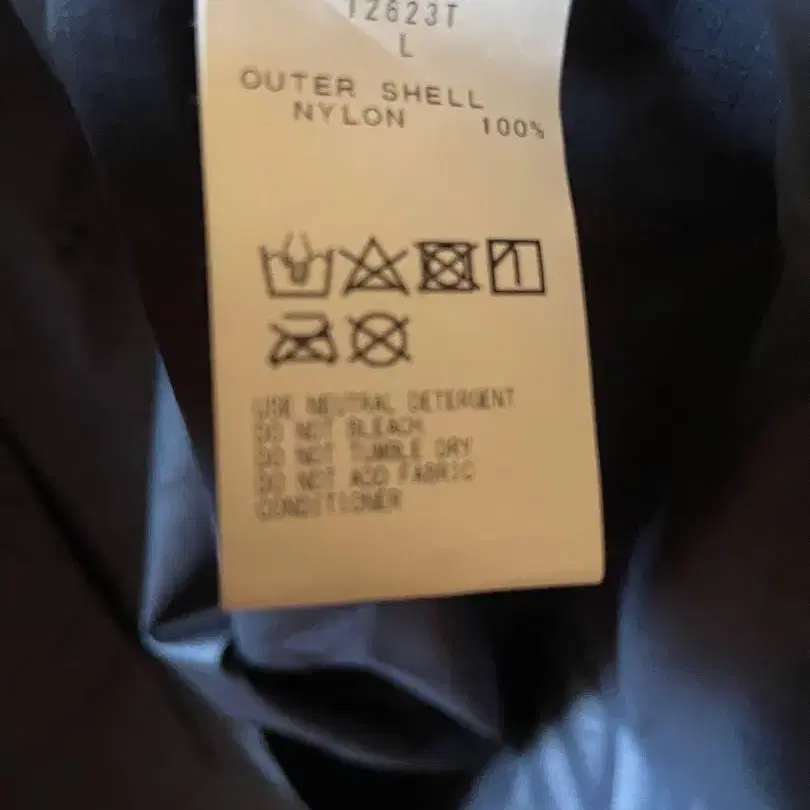 12623T
L
OUTER SHELL
NYLON 100%
USE NEUTRAL DETERGENT
DO NOT BLEACH
DO NOT TUMBLE DRY
DO NOT ADD FABRIC
CONDITIONER